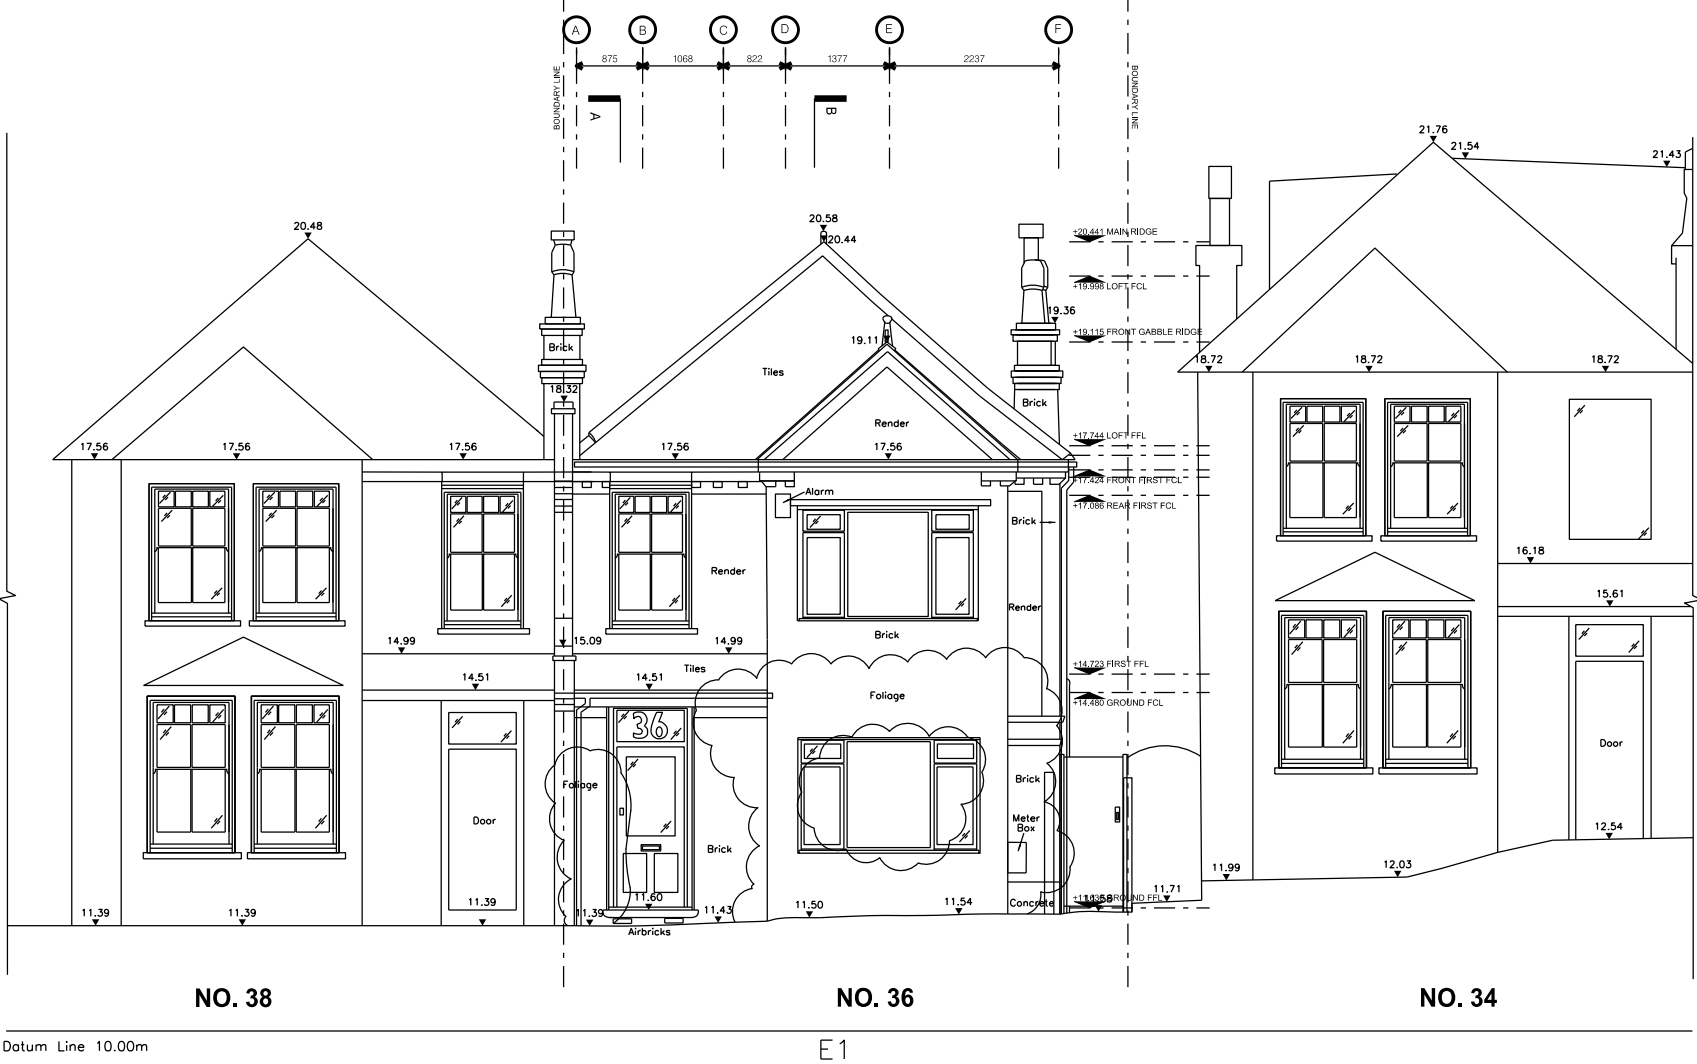 A B C D E F
875 1068 822 1377 2237
BOUNDARY LINE
BOUNDARY LINE
A
B
21.76
21.54
21.43
20.48
20.58
20.44
+20.441 MAIN RIDGE
+19.998 LOFT FCL
19.36
+19.115 FRONT GABBLE RIDGE
19.11
Brick
Tiles
18.72 18.72 18.72
18.32
Brick
Render
+17.744 LOFT FFL
17.56 17.56 17.56 17.56 17.56
+17.424 FRONT FIRST FCL
Alarm
+17.086 REAR FIRST FCL
Brick
16.18
Render
15.61
Render
Brick
14.99 15.09 14.99
+14.723 FIRST FFL
Tiles
14.51 14.51
Foliage
+14.480 GROUND FCL
36
Door
Foliage
Brick
Door
Meter
Box
12.54
Brick
12.03
11.99
11.71
11.60
11.39 11.39 11.39 11.39 11.43 11.50 11.54
Concrete
GROUND FFL
11.58
Airbricks
NO. 38 NO. 36 NO. 34
Datum Line 10.00m
E1